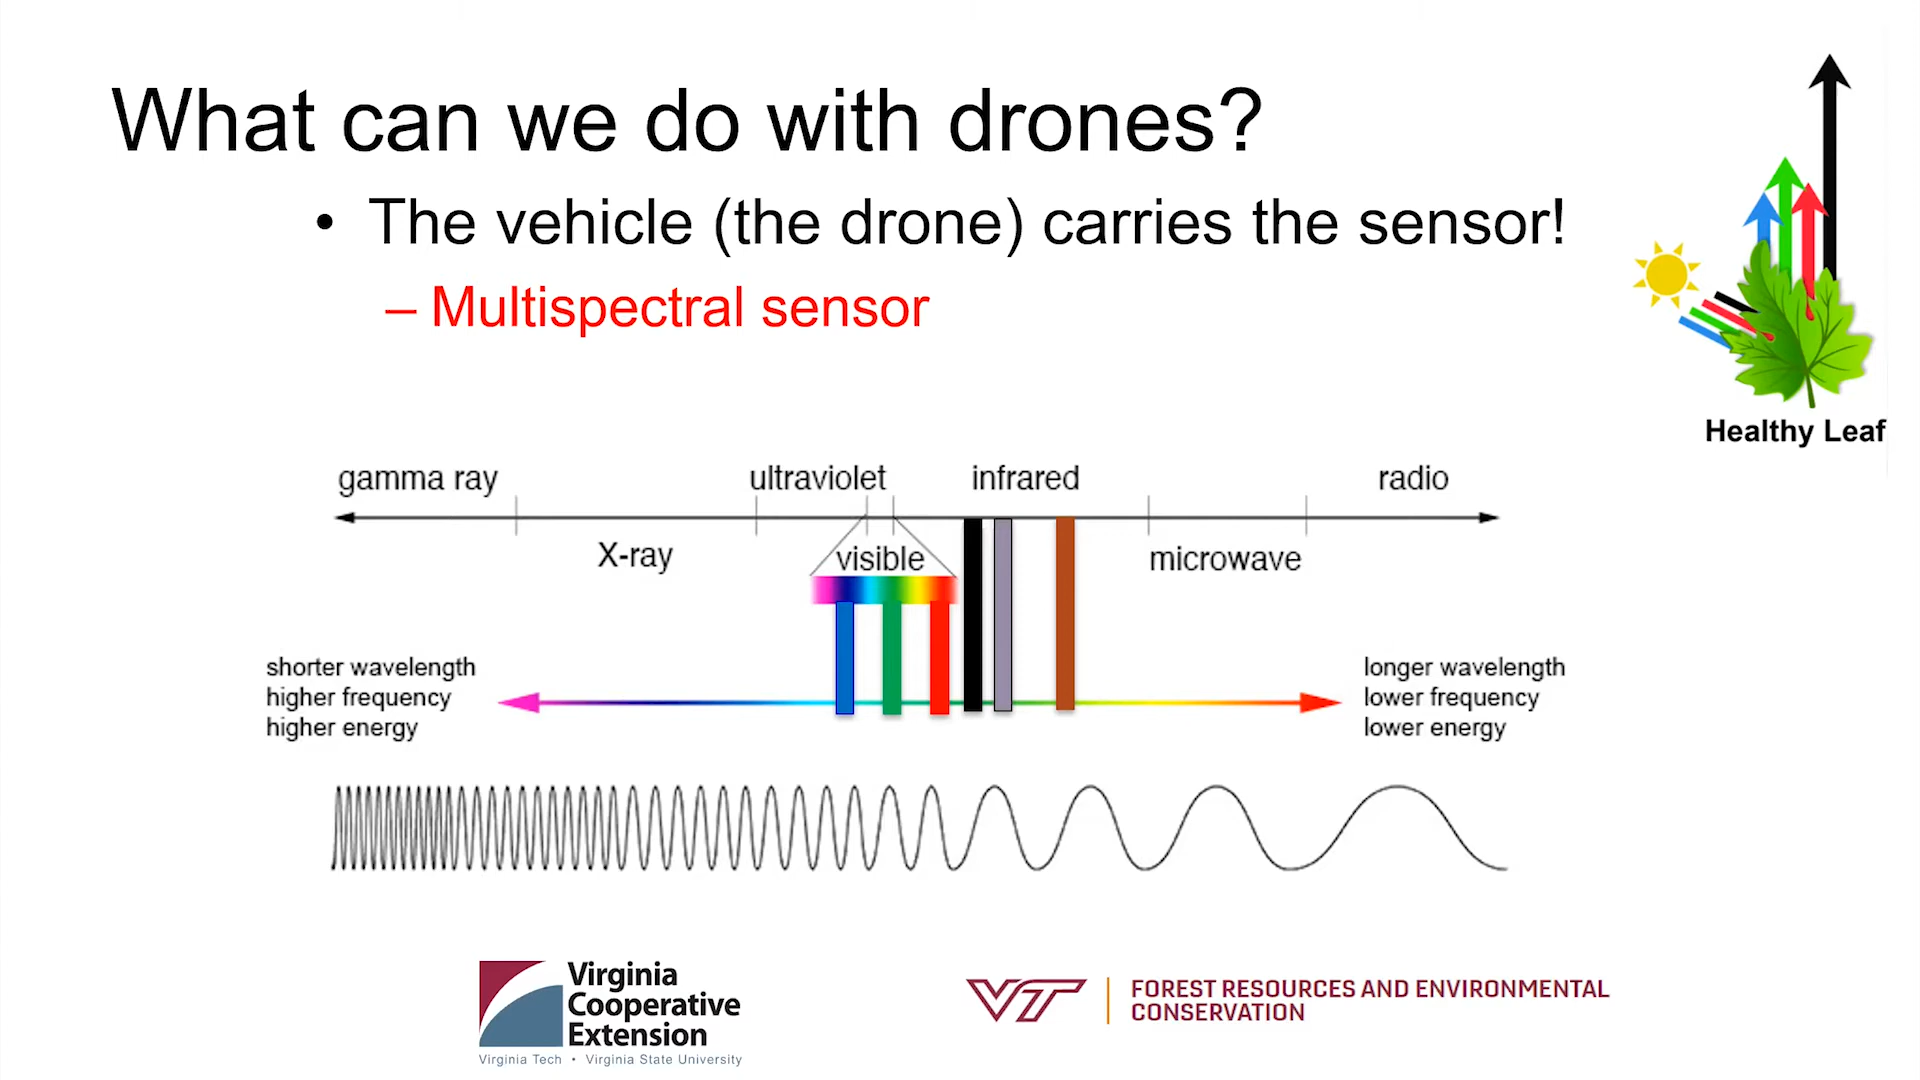 What can we do with drones?
• The vehicle (the drone) carries the sensor!
– Multispectral sensor
Healthy Leaf
gamma ray
ultraviolet
infrared
radio
X-ray
visible
microwave
shorter wavelength
higher frequency
higher energy
longer wavelength
lower frequency
lower energy
Virginia
Cooperative
Extension
Virginia Tech • Virginia State University
VT
FOREST RESOURCES AND ENVIRONMENTAL
CONSERVATION